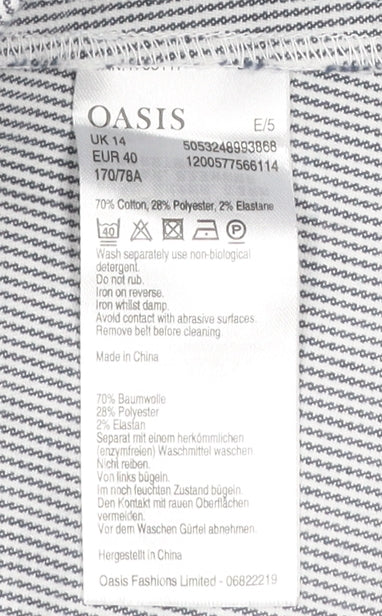 OASIS
E/5
UK 14 5053248993868
EUR 40 1200577566114
170/78A
70% Cotton, 28% Polyester, 2% Elastane
40 P
Wash separately use non-biological
detergent.
Do not rub.
Iron on reverse.
Iron whilst damp.
Avoid contact with abrasive surfaces.
Remove belt before cleaning.
Made in China
70% Baumwolle
28% Polyester
2% Elastan
Separat mit einem herkömmlichen
(enzymfreien) Waschmittel waschen.
Nicht reiben.
Von links bügeln.
Im noch feuchten Zustand bügeln.
Den Kontakt mit rauen Oberflächen
vermeiden.
Vor dem Waschen Gürtel abnehmen.
Hergestellt in China
Oasis Fashions Limited - 06822219